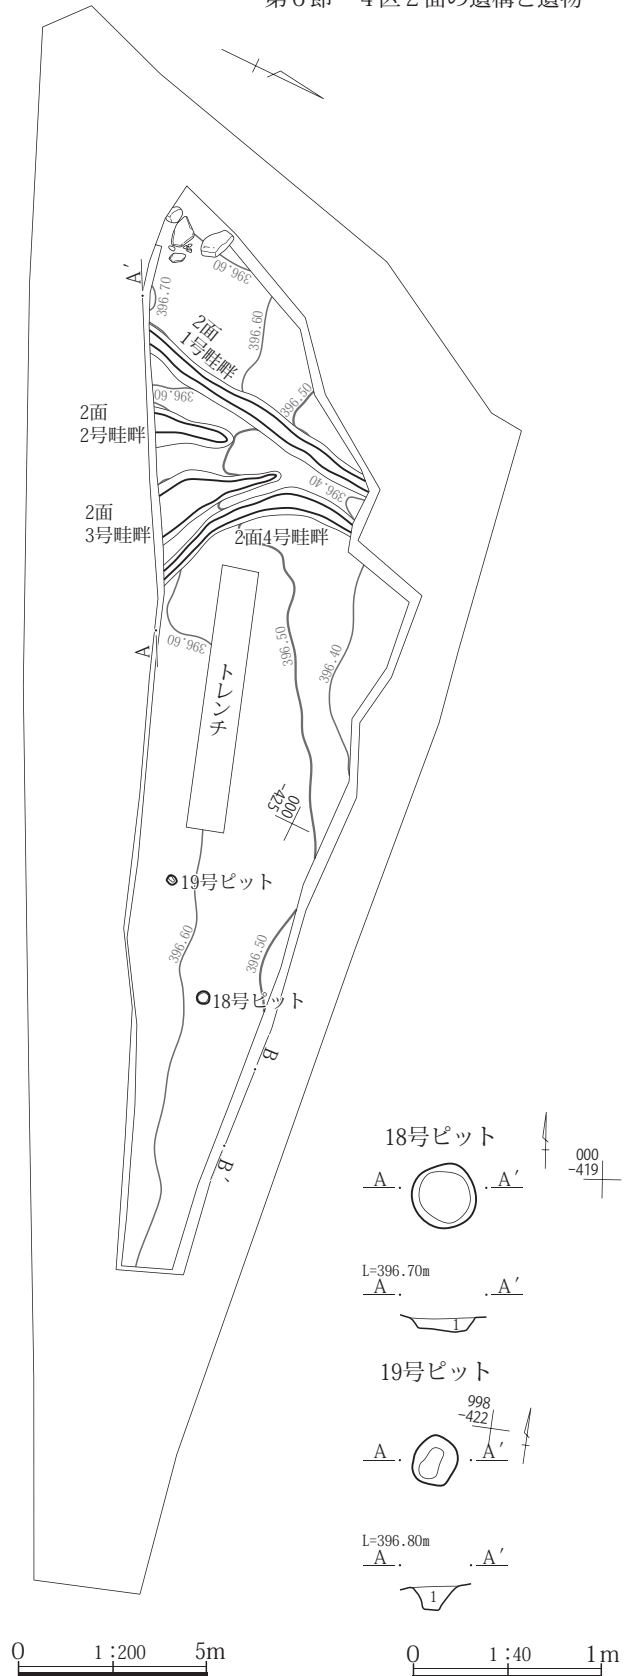 第6節 4区2面の遺構と遺物
A′
396.70
396.60
396.60
2面
1号畦畔
396.50
396.60
2面
2号畦畔
396.40
2面
3号畦畔
2面4号畦畔
A
396.60
396.50
396.40
トレンチ
000
-425
19号ピット
396.60
396.50
18号ピット
B
B′
18号ピット
000
-419
A
A′
L=396.70m
A
A′
1
19号ピット
998
-422
A
A′
L=396.80m
A
A′
1
0 1:200 5m
0 1:40 1m